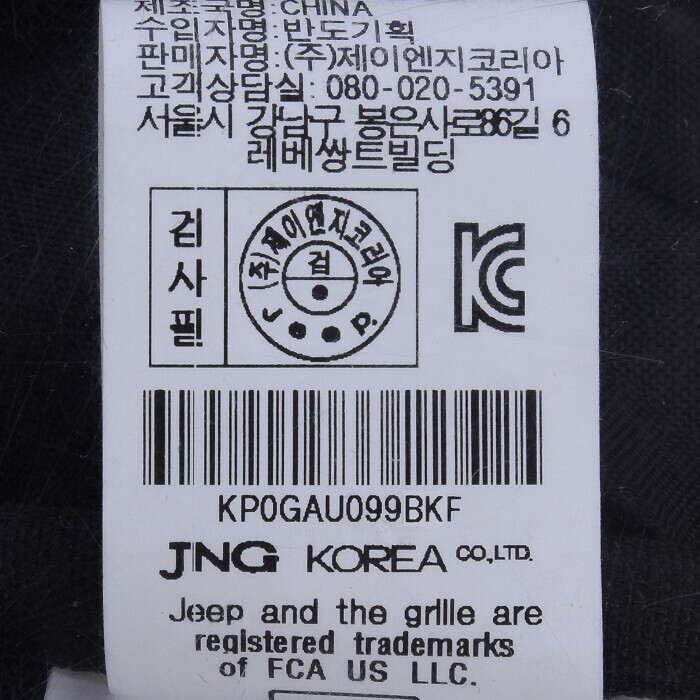 제조국명:CHINA
수입자명:반도기획
판매자명:(주)제이엔지코리아
고객상담실: 080-020-5391
서울시 강남구 봉은사로86길 6
레베쌍트빌딩
검사필
(주)제이엔지코리아
검
Jeep.
KC
KP0GAU099BKF
JNG KOREA CO.,LTD.
Jeep and the grille are
registered trademarks
of FCA US LLC.